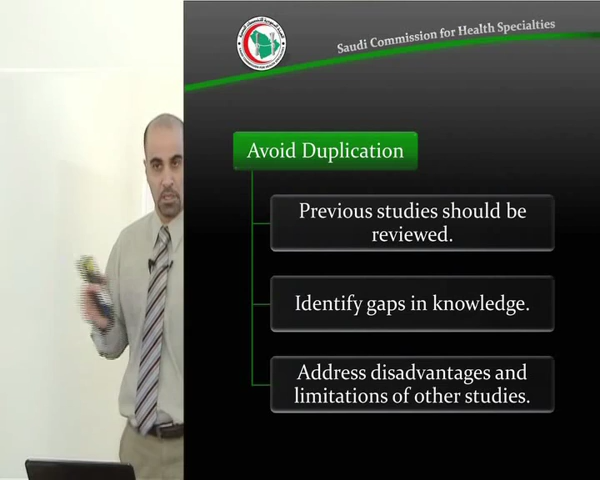 Saudi Commission for Health Specialties
Avoid Duplication
Previous studies should be
reviewed.
Identify gaps in knowledge.
Address disadvantages and
limitations of other studies.